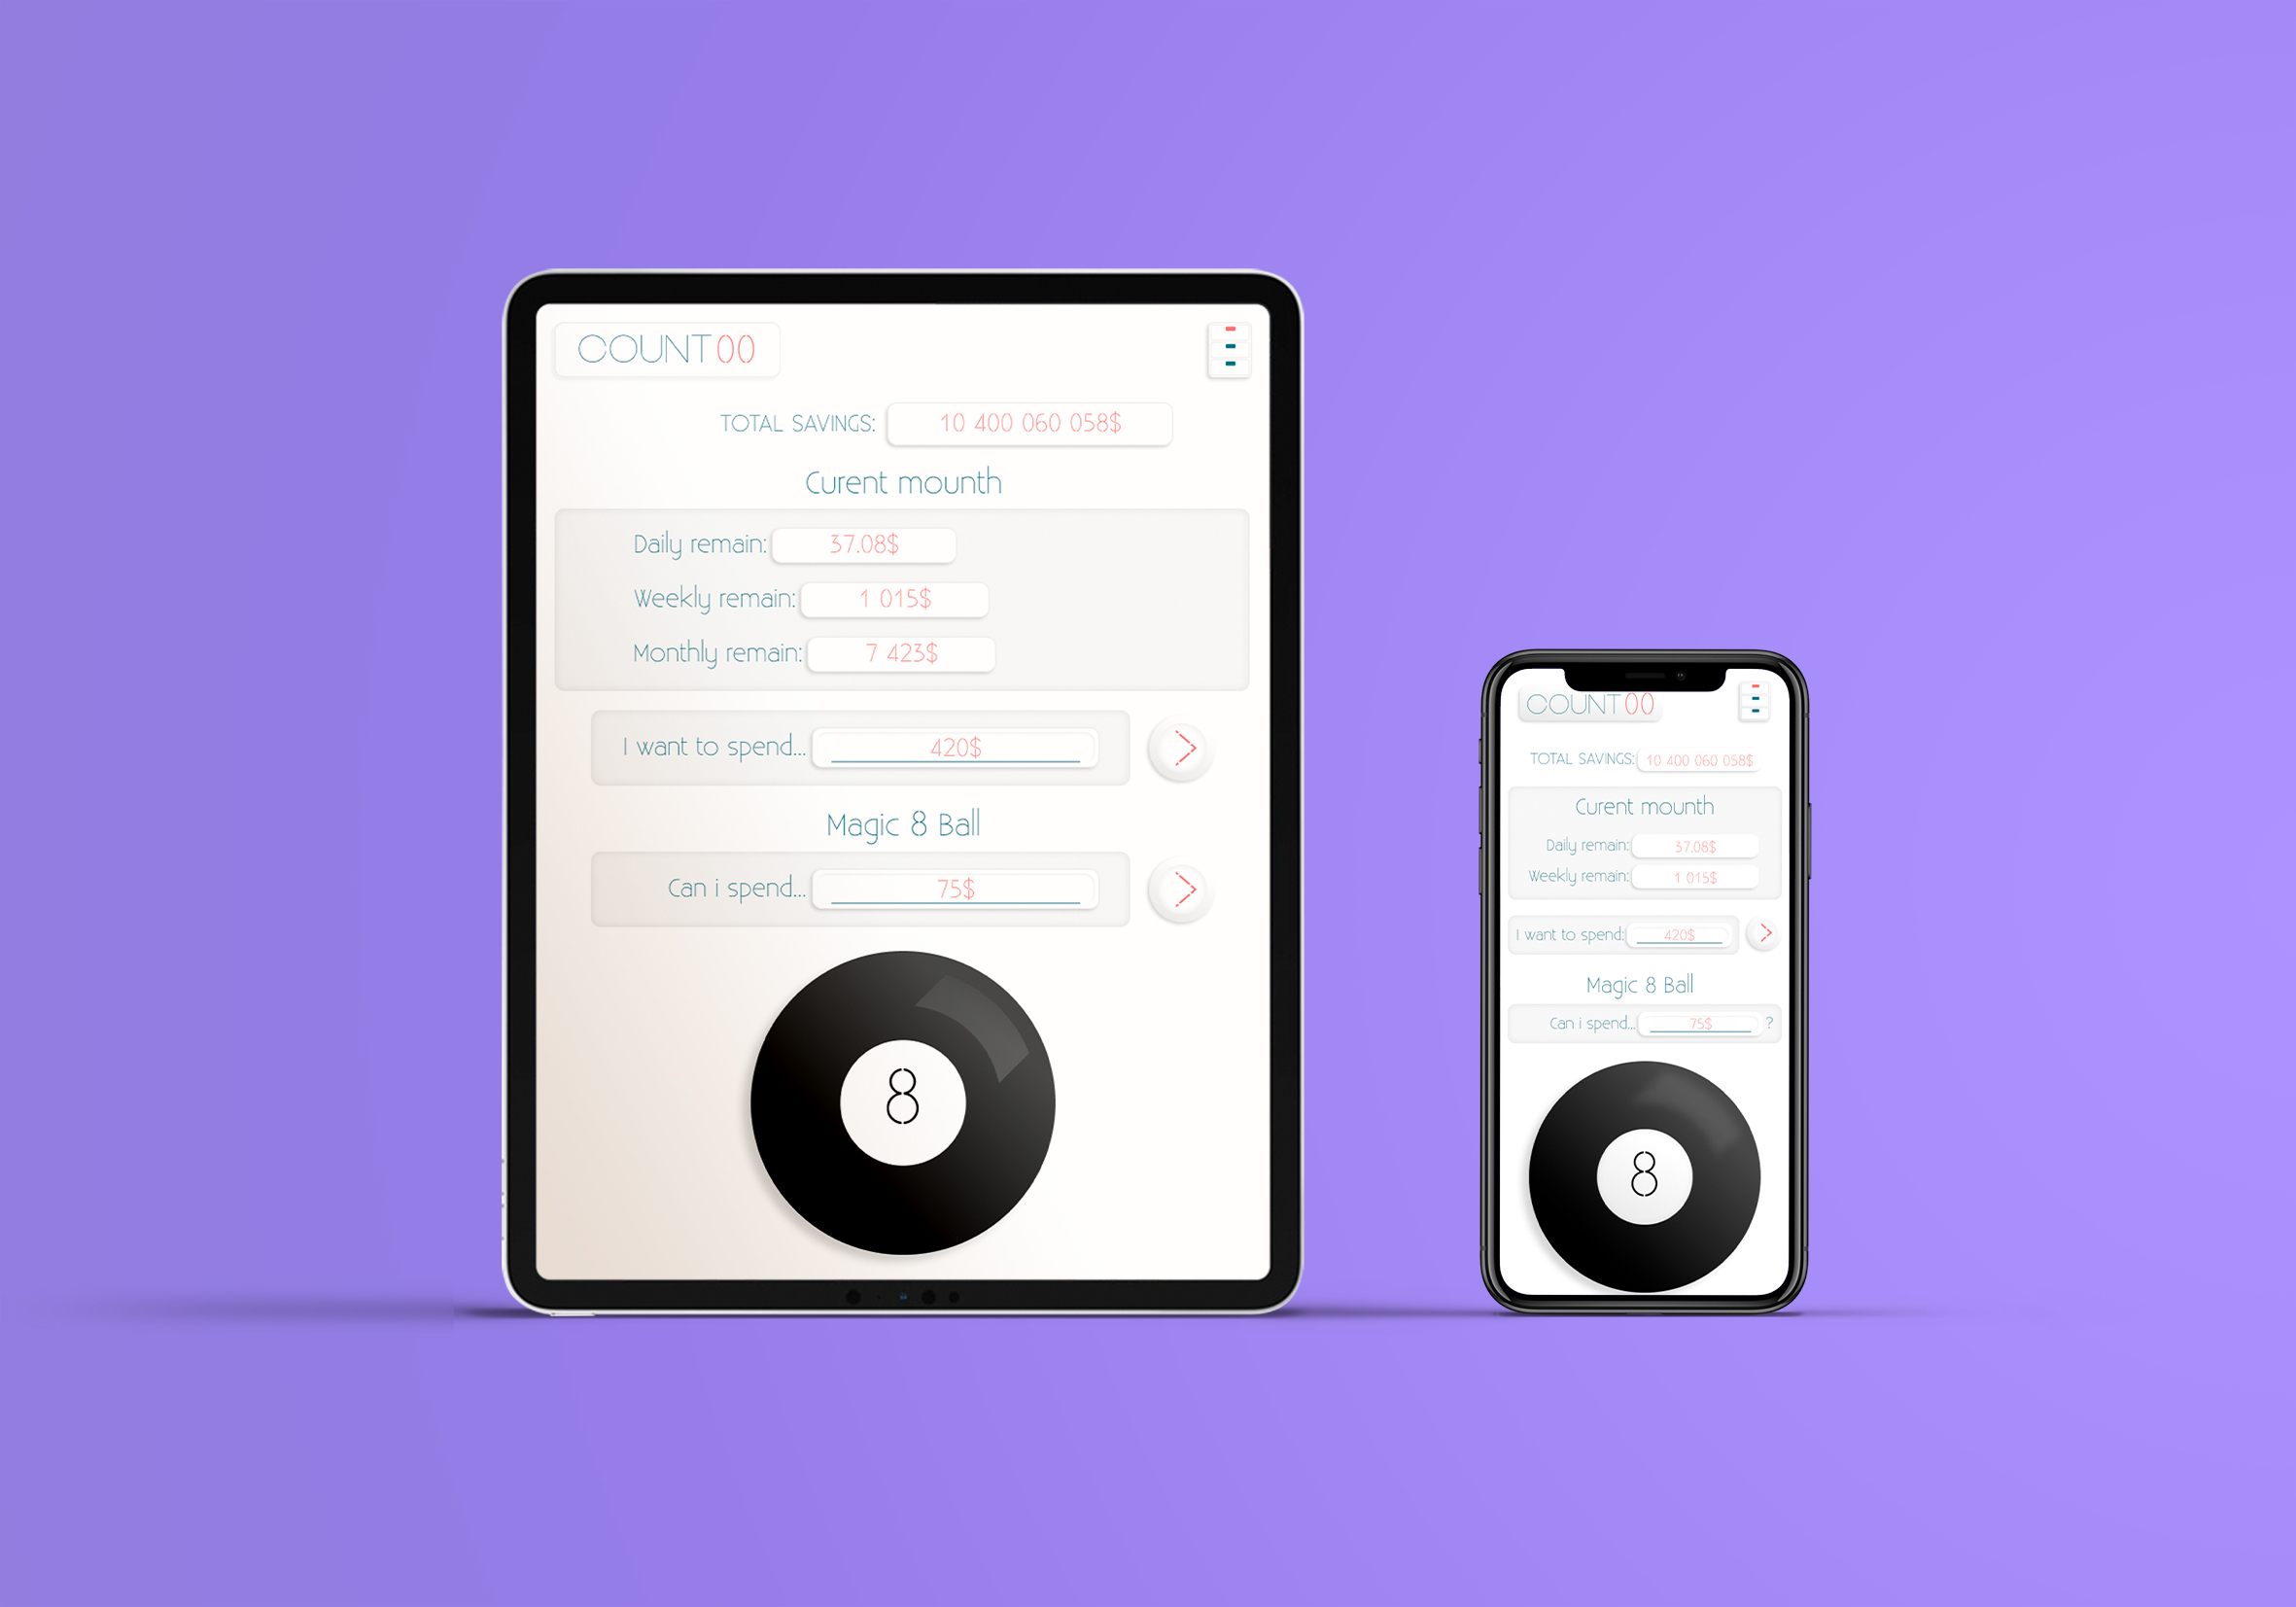 COUNT00
TOTAL SAVINGS: 10 400 060 058$
Curent mounth
Daily remain: 37.08$
Weekly remain: 1 015$
Monthly remain: 7 423$
I want to spend... 420$
Magic 8 Ball
Can i spend... 75$
8
COUNT00
TOTAL SAVINGS: 10 400 060 058$
Curent mounth
Daily remain: 37.08$
Weekly remain: 1 015$
I want to spend: 420$
Magic 8 Ball
Can i spend... 75$ ?
8